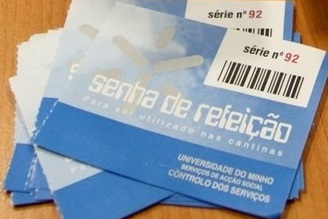 série nº 92
série nº 92
senha de refeição
Para ser utilizado nas cantinas
UNIVERSIDADE DO MINHO
SERVIÇOS DE ACÇÃO SOCIAL
CONTROLO DOS SERVIÇOS